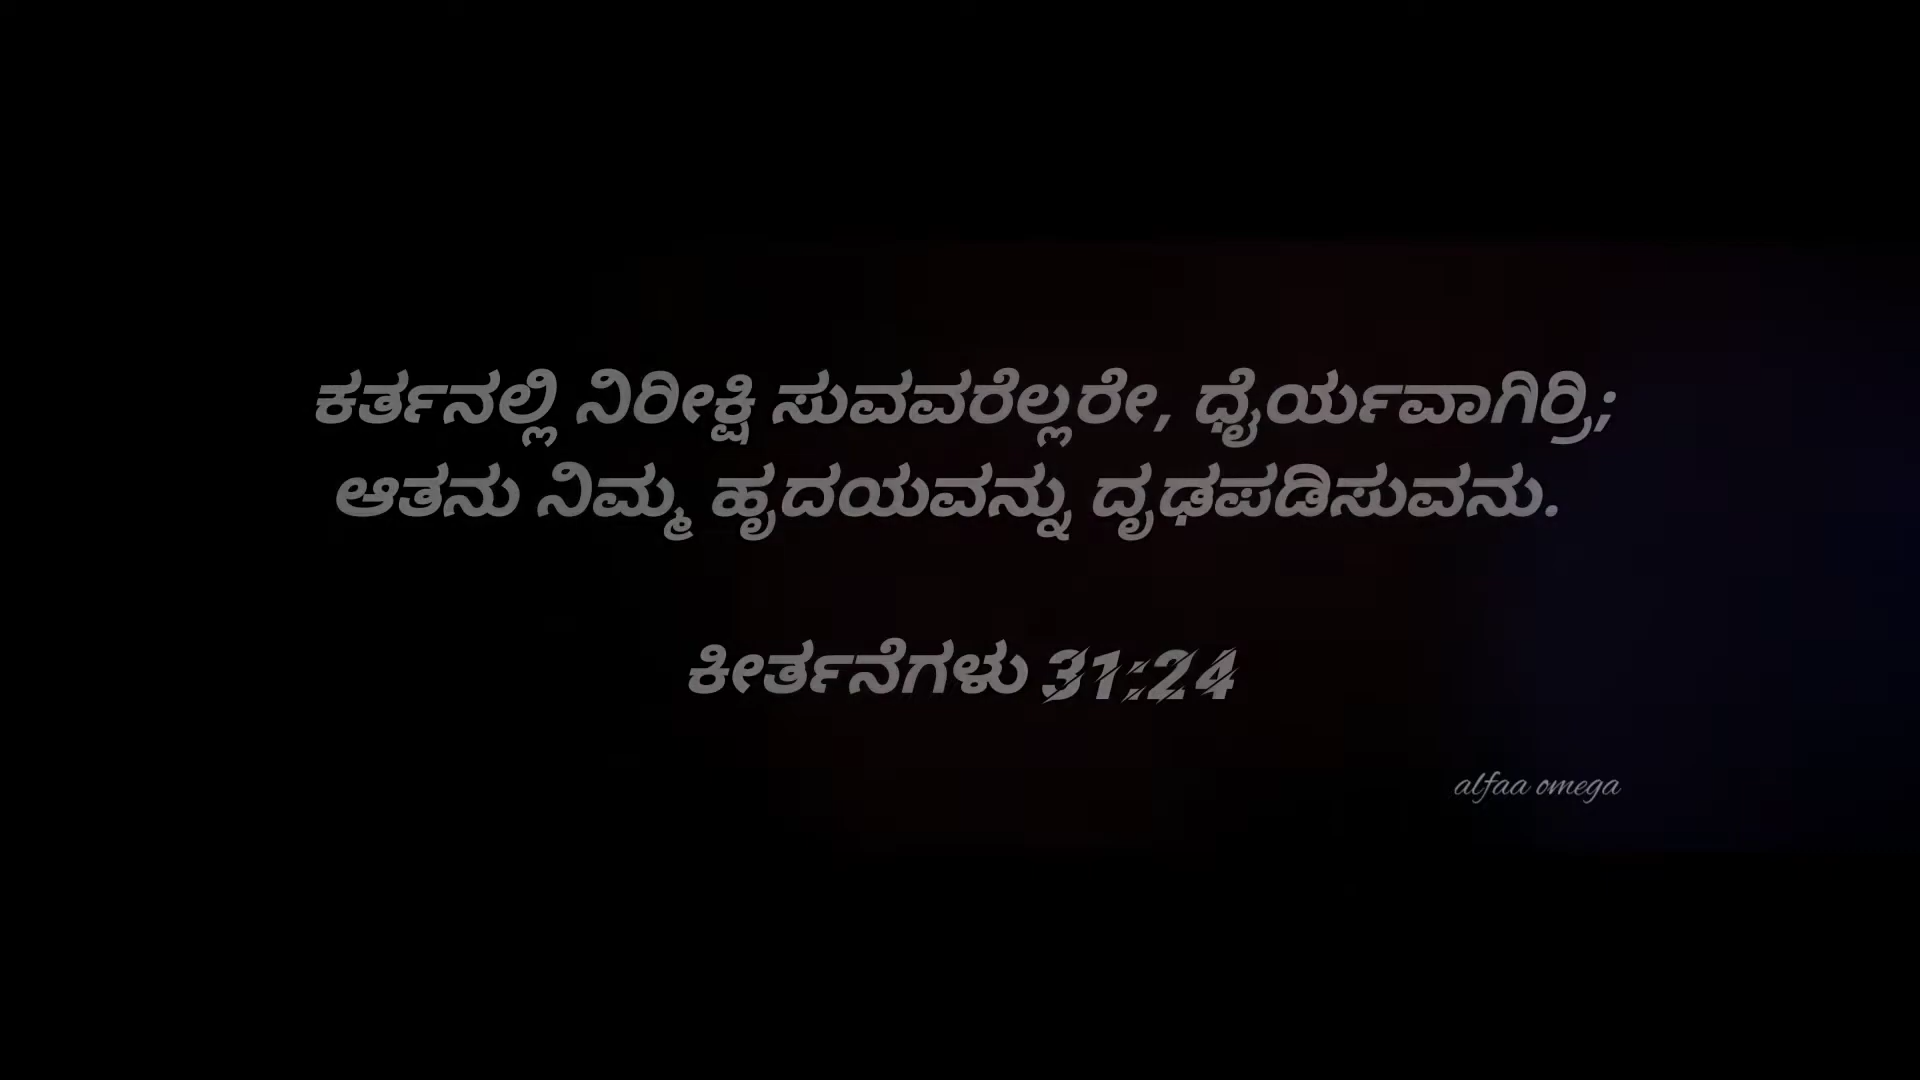 ಕರ್ತನಲ್ಲಿ ನಿರೀಕ್ಷಿ ಸುವವರೆಲ್ಲರೇ, ಧೈರ್ಯವಾಗಿರ್ರಿ;
ಆತನು ನಿಮ್ಮ ಹೃದಯವನ್ನು ದೃಢಪಡಿಸುವನು.
ಕೀರ್ತನೆಗಳು 31:24
alfaa omega